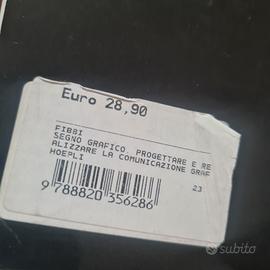 Euro 28,90
FIBBI
SEGNO GRAFICO. PROGETTARE E RE
ALIZZARE LA COMUNICAZIONE GRAF
HOEPLI
23
9 788820 356286
subito